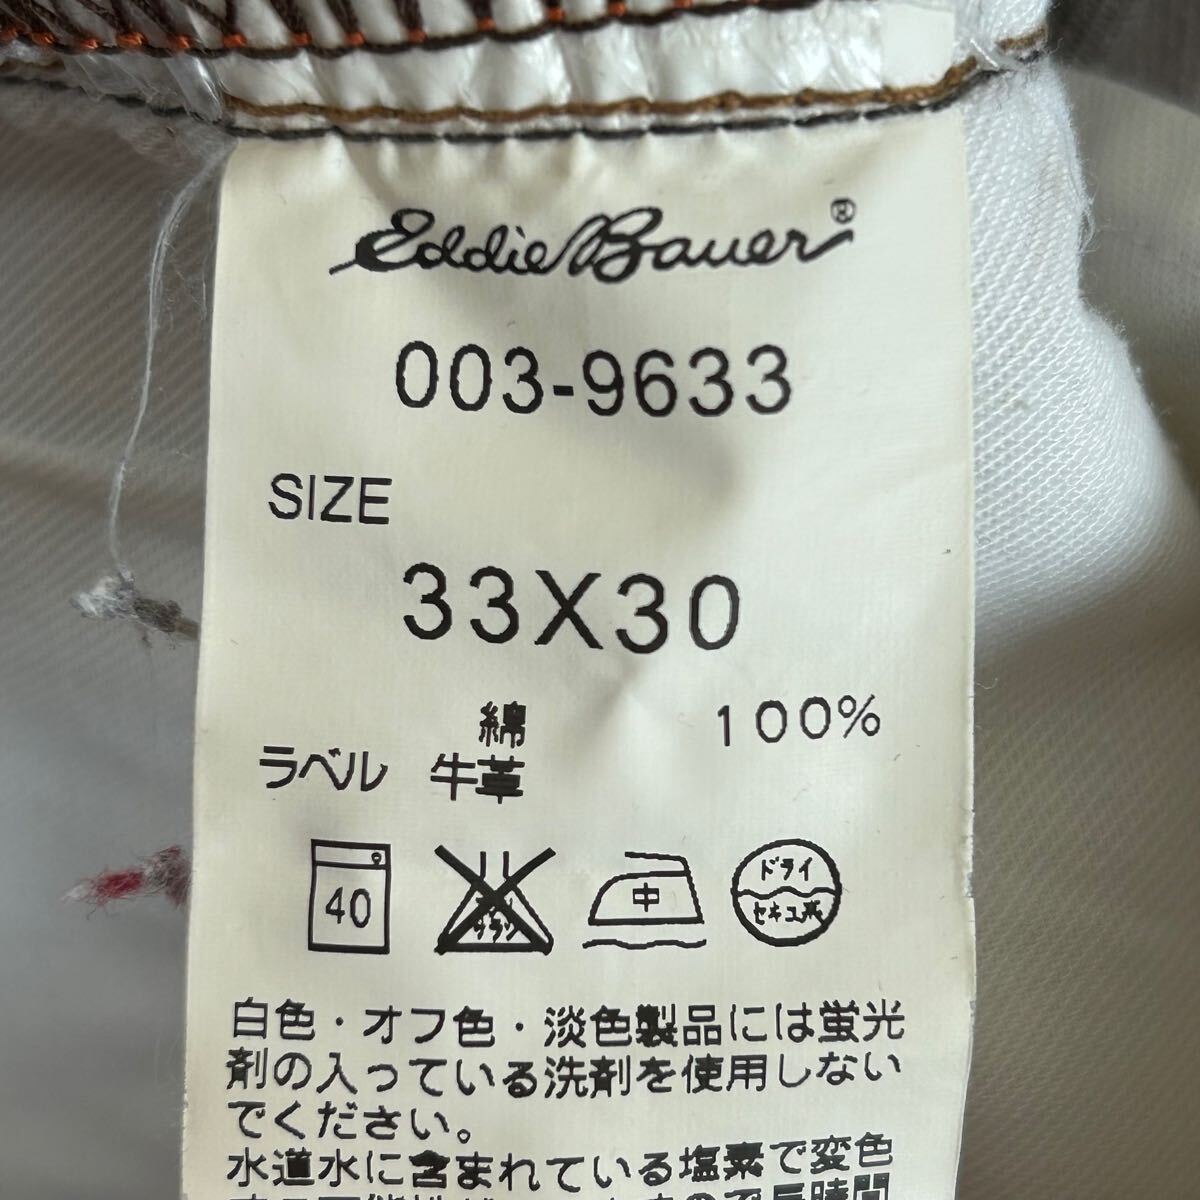 Eddie Bauer®
003-9633
SIZE
33X30
綿 100%
ラベル 牛革
40 中 ドライ
セキユ系
白色・オフ色・淡色製品には蛍光
剤の入っている洗剤を使用しない
でください。
水道水に含まれている塩素で変色